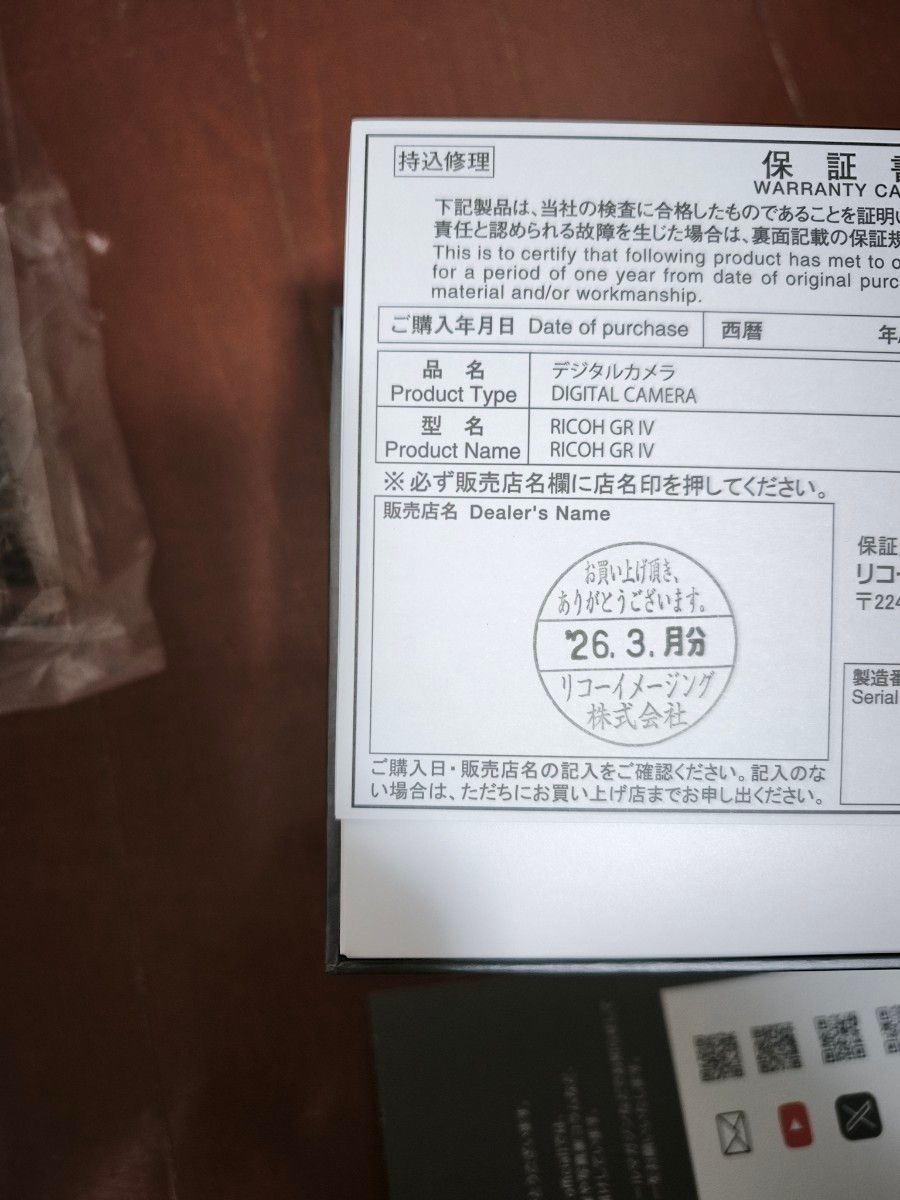 持込修理
保証書
WARRANTY CA
下記製品は、当社の検査に合格したものであることを証明い
責任と認められる故障を生じた場合は、裏面記載の保証規
This is to certify that following product has met to o
for a period of one year from date of original purc
material and/or workmanship.
ご購入年月日 Date of purchase 西暦 年
品名 デジタルカメラ
Product Type DIGITAL CAMERA
型名 RICOH GR IV
Product Name RICOH GR IV
※必ず販売店名欄に店名印を押してください。
販売店名 Dealer's Name
お買い上げ頂き、
ありがとうございます。
'26.3.月分
リコーイメージング
株式会社
保証
リコー
〒224
製造番
Serial
ご購入日・販売店名の記入をご確認ください。記入のな
い場合は、ただちにお買い上げ店までお申し出ください。